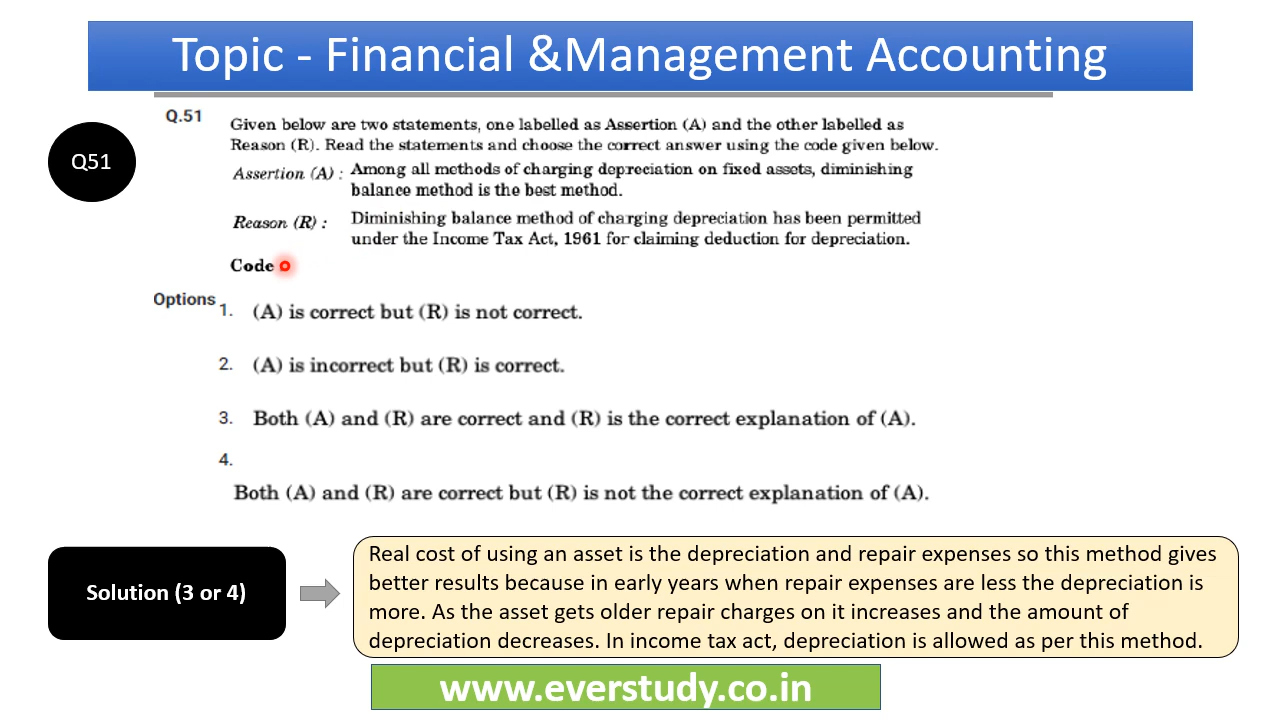 Topic - Financial &Management Accounting
Q51
Q.51
Given below are two statements, one labelled as Assertion (A) and the other labelled as
Reason (R). Read the statements and choose the correct answer using the code given below.
Assertion (A) : Among all methods of charging depreciation on fixed assets, diminishing
balance method is the best method.
Reason (R) : Diminishing balance method of charging depreciation has been permitted
under the Income Tax Act, 1961 for claiming deduction for depreciation.
Code
Options 1. (A) is correct but (R) is not correct.
2. (A) is incorrect but (R) is correct.
3. Both (A) and (R) are correct and (R) is the correct explanation of (A).
4.
Both (A) and (R) are correct but (R) is not the correct explanation of (A).
Solution (3 or 4)
Real cost of using an asset is the depreciation and repair expenses so this method gives
better results because in early years when repair expenses are less the depreciation is
more. As the asset gets older repair charges on it increases and the amount of
depreciation decreases. In income tax act, depreciation is allowed as per this method.
www.everstudy.co.in